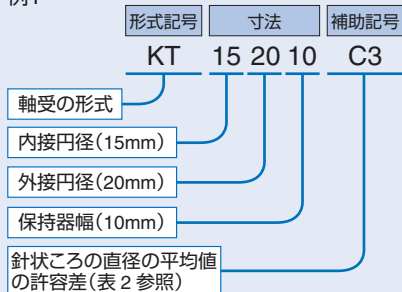 例1
形式記号 寸法 補助記号
KT 15 20 10 C3
軸受の形式
内接円径(15mm)
外接円径(20mm)
保持器幅(10mm)
針状ころの直径の平均値
の許容差(表2参照)